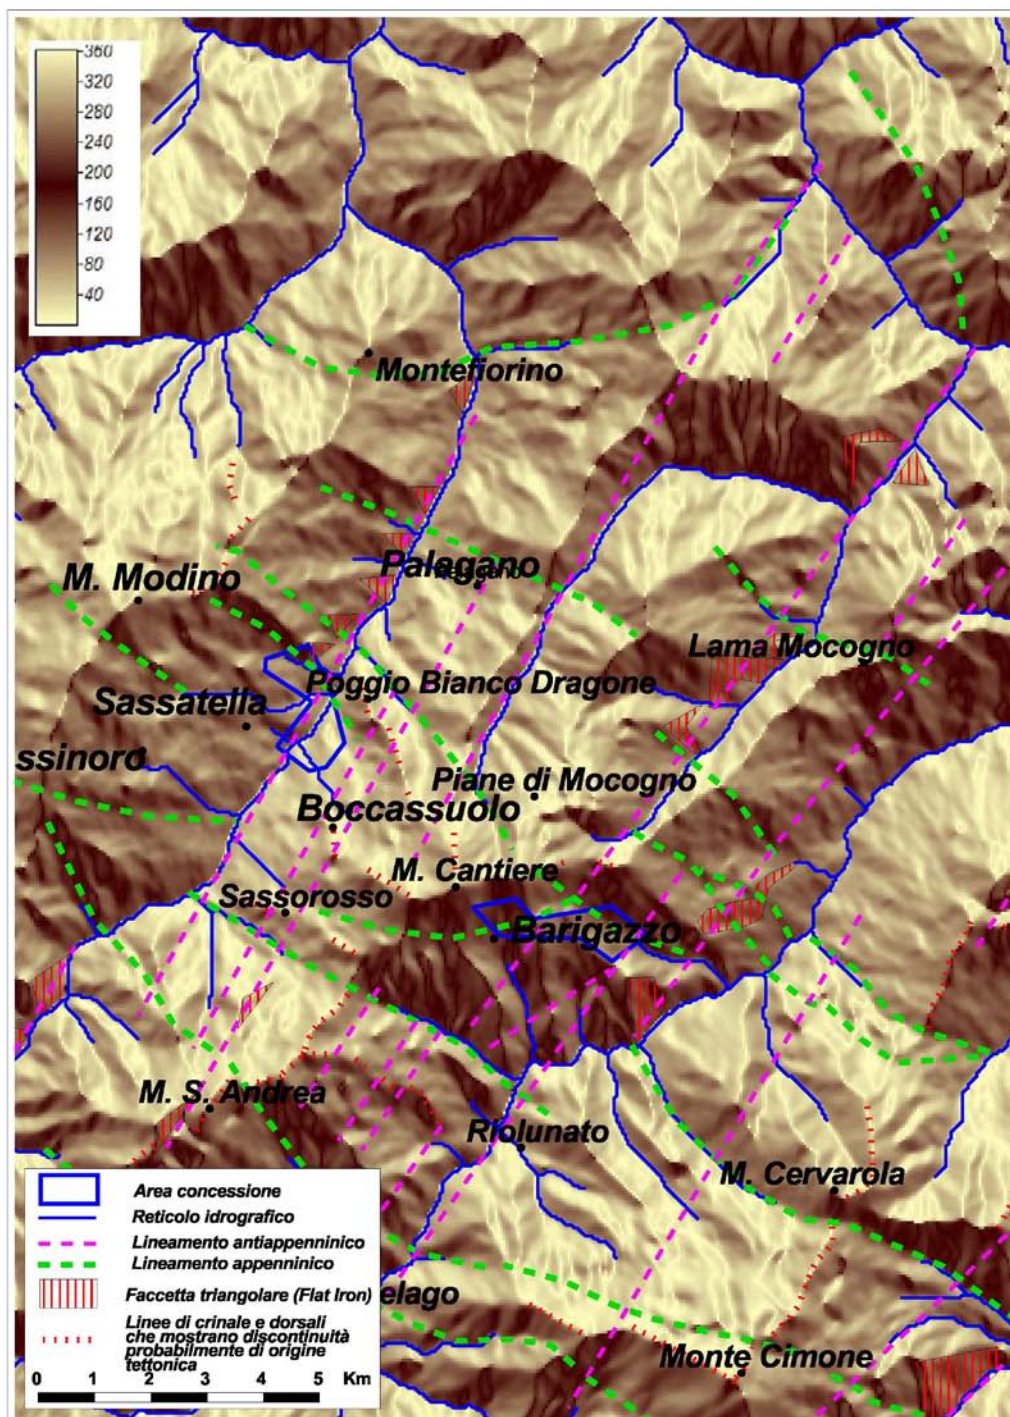 360
320
280
240
200
160
120
80
40
Montefiorino
Palagano
M. Modino
Lama Mocogno
Poggio Bianco Dragone
Sassatella
ssinoro
Piane di Mocogno
Boccassuolo
M. Cantiere
Sassorosso
Barigazzo
M. S. Andrea
Riolunato
M. Cervarola
elago
Monte Cimone
Area concessione
Reticolo idrografico
Lineamento antiappenninico
Lineamento appenninico
Faccetta triangolare (Flat Iron)
Linee di crinale e dorsali
che mostrano discontinuità
probabilmente di origine
tettonica
0 1 2 3 4 5 Km